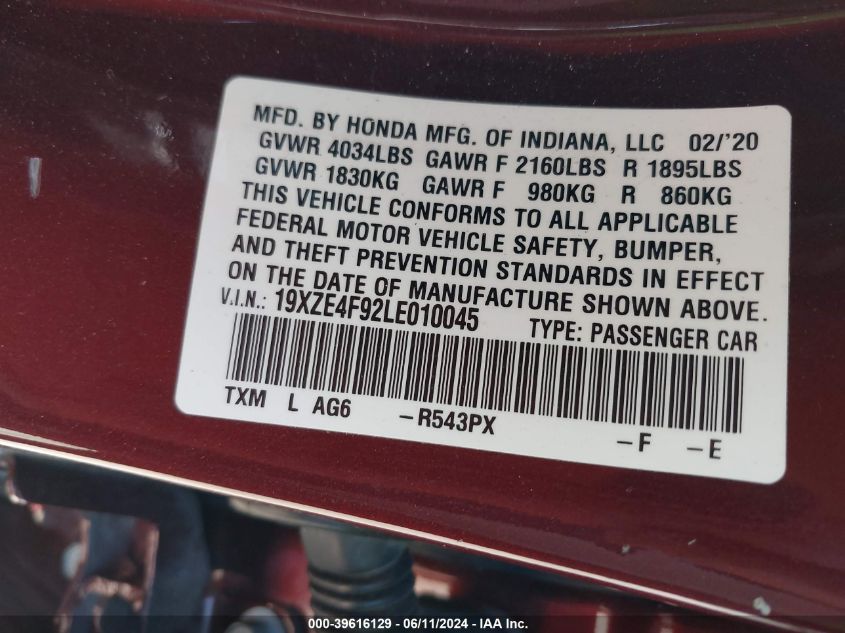 MFD. BY HONDA MFG. OF INDIANA, LLC 02/'20
GVWR 4034LBS GAWR F 2160LBS R 1895LBS
GVWR 1830KG GAWR F 980KG R 860KG
THIS VEHICLE CONFORMS TO ALL APPLICABLE
FEDERAL MOTOR VEHICLE SAFETY, BUMPER,
AND THEFT PREVENTION STANDARDS IN EFFECT
ON THE DATE OF MANUFACTURE SHOWN ABOVE.
V.I.N.: 19XZE4F92LE010045 TYPE: PASSENGER CAR
TXM L AG6 –R543PX –F –E
000-39616129 - 06/11/2024 - IAA Inc.